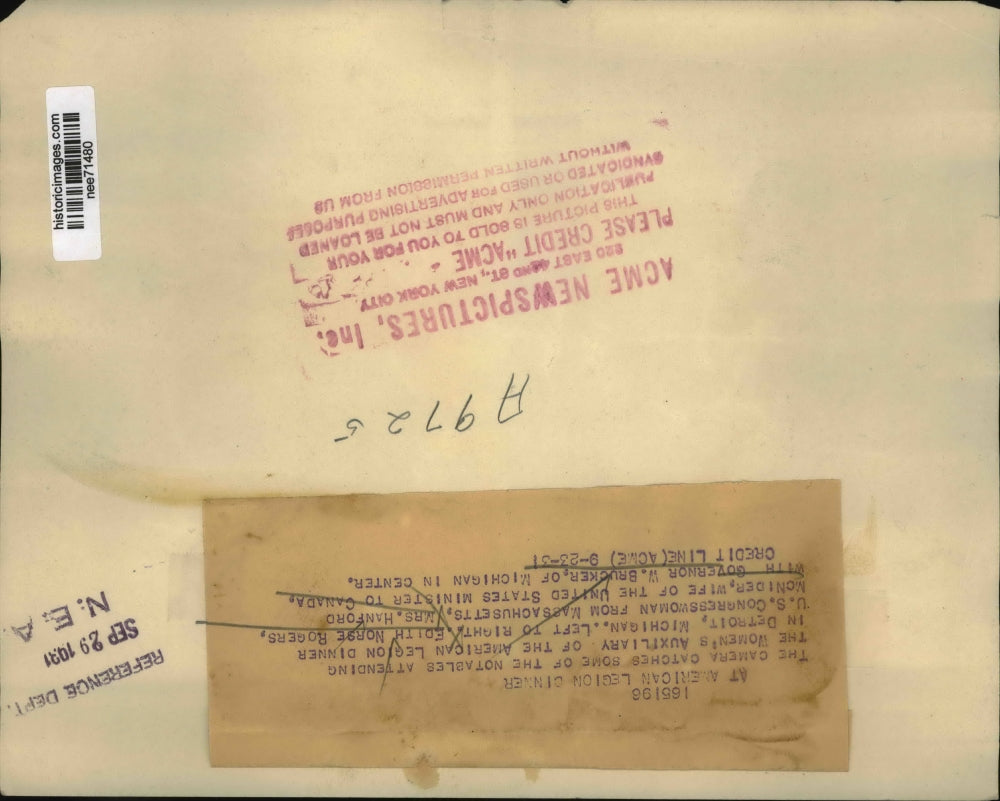 historicimages.com
nee71480
ACME NEWSPICTURES, Inc.
220 EAST 42ND ST., NEW YORK CITY
PLEASE CREDIT "ACME"
THIS PICTURE IS SOLD TO YOU FOR YOUR
PUBLICATION ONLY AND MUST NOT BE LOANED
SYNDICATED OR USED FOR ADVERTISING PURPOSES
WITHOUT WRITTEN PERMISSION FROM US
A9725
165196
AT AMERICAN LEGION DINNER
THE CAMERA CATCHES SOME OF THE NOTABLES ATTENDING
THE WOMEN'S AUXILIARY OF THE AMERICAN LEGION DINNER
IN DETROIT, MICHIGAN..LEFT TO RIGHT, EDITH NORSE ROGERS,
U.S.CONGRESSWOMAN FROM MASSACHUSETTS, MRS. HANFORD
MCNIDER, WIFE OF THE UNITED STATES MINISTER TO CANADA,
WITH GOVERNOR W. BRUCKER, OF MICHIGAN IN CENTER.
CREDIT LINE (ACME) 9-23-31
REFERENCE DEPT.
SEP 29 1931
N. E. A